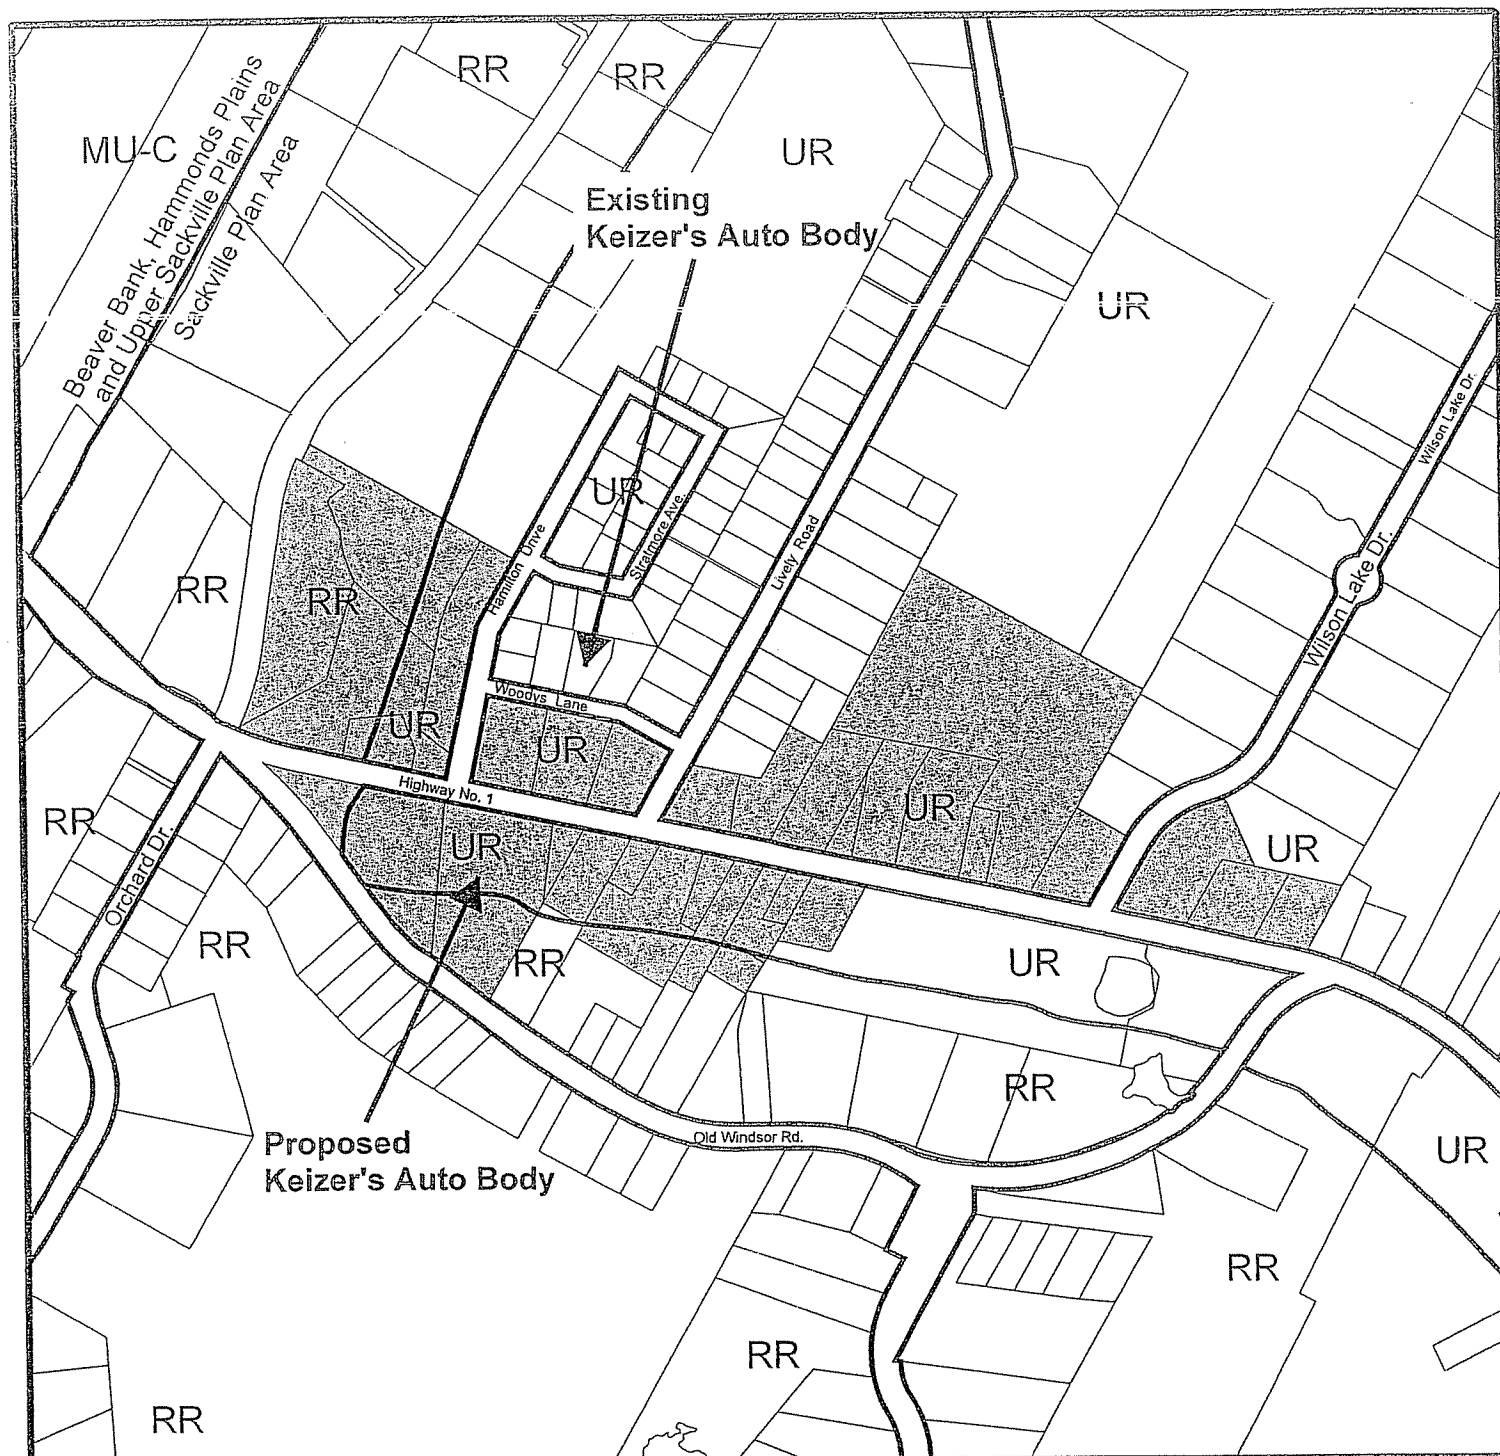 RR
RR
MU-C
UR
Beaver Bank, Hammonds Plains
and Upper Sackville Plan Area
Sackville Plan Area
Existing
Keizer's Auto Body
UR
Wilson Lake Dr.
UR
Hamilton Drive
Stratmore Ave.
Lively Road
Wilson Lake Dr.
RR
RR
Woodys Lane
UR
UR
Highway No. 1
UR
RR
Orchard Dr.
UR
UR
RR
RR
UR
RR
Old Windsor Rd.
Proposed
Keizer's Auto Body
UR
RR
RR
RR